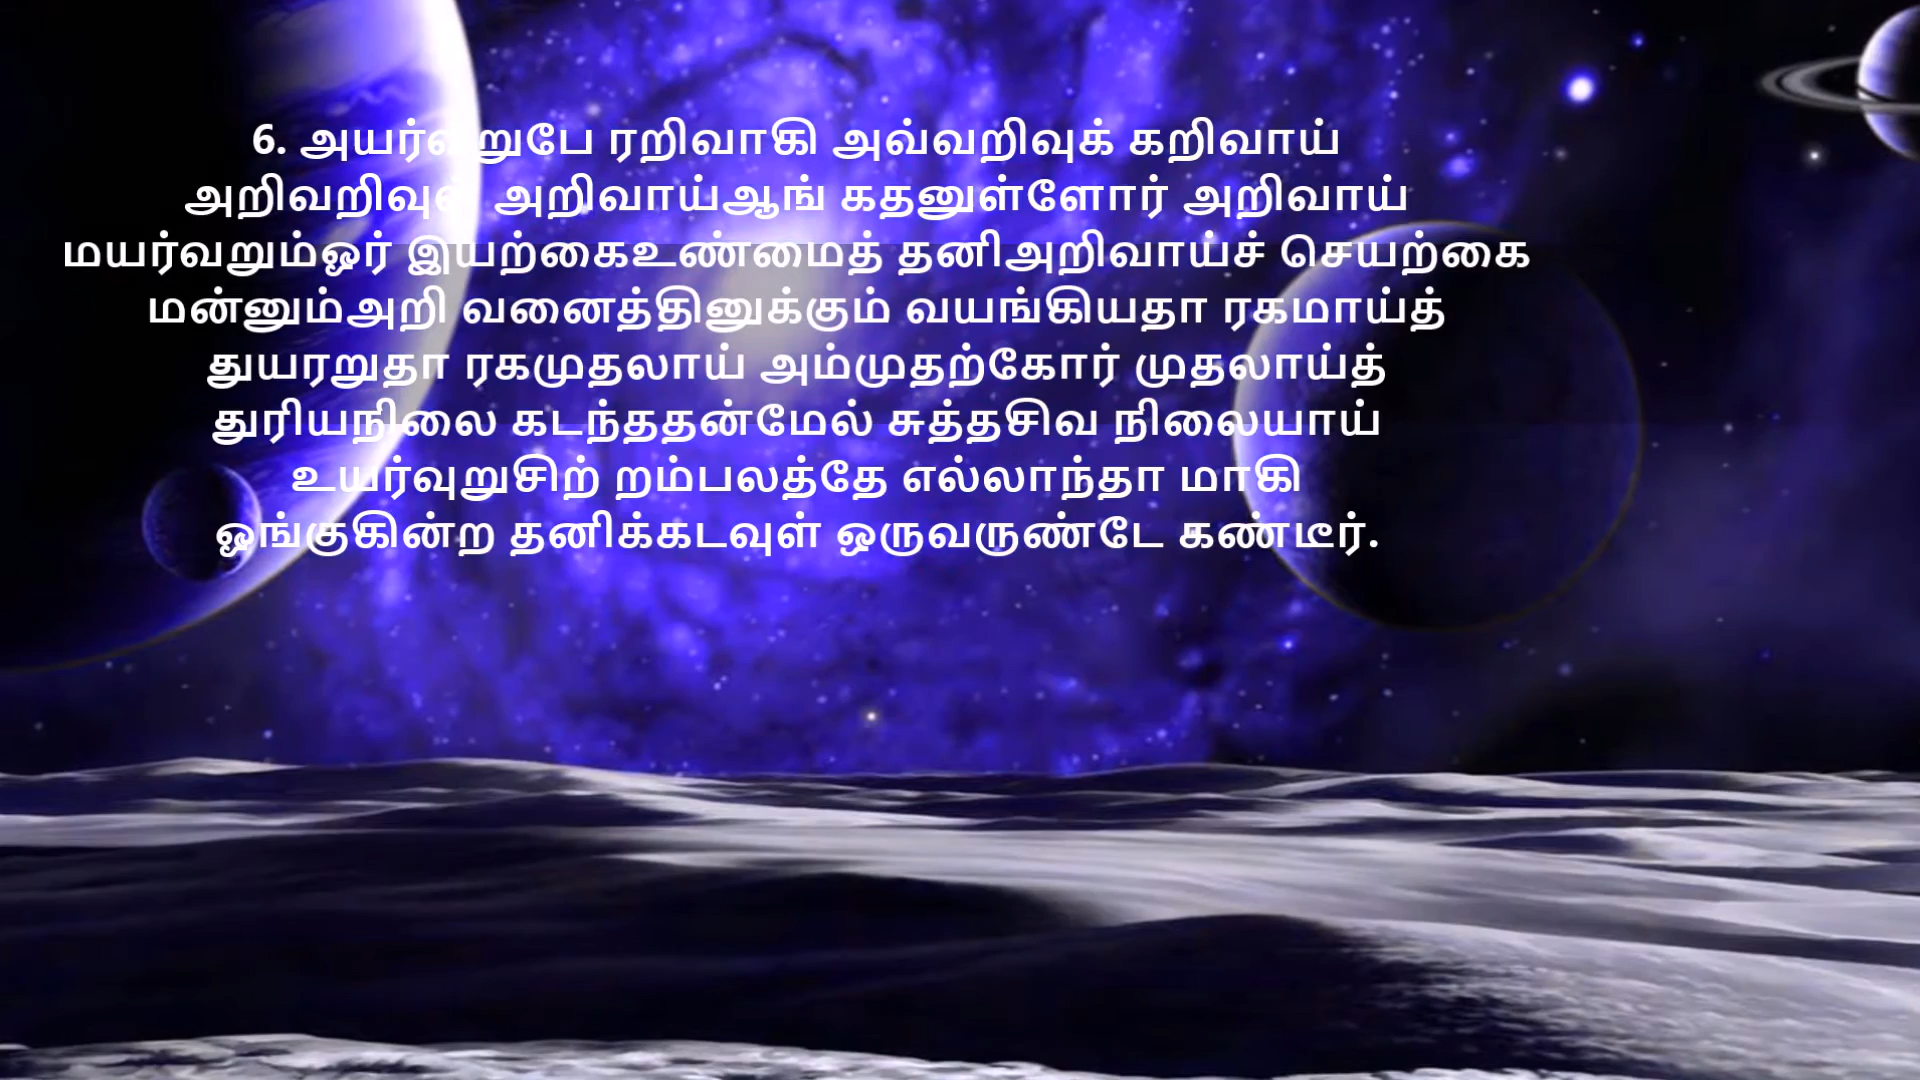 6. அயர்வறுபே ரறிவாகி அவ்வறிவுக் கறிவாய்
அறிவறிவுள் அறிவாய்ஆங் கதனுள்ளோர் அறிவாய்
மயர்வறும்ஓர் இயற்கைஉண்மைத் தனிஅறிவாய்ச் செயற்கை
மன்னும்அறி வனைத்தினுக்கும் வயங்கியதா ரகமாய்த்
துயரறுதா ரகமுதலாய் அம்முதற்கோர் முதலாய்த்
துரியநிலை கடந்ததன்மேல் சுத்தசிவ நிலையாய்
உயர்வுறுசிற் றம்பலத்தே எல்லாந்தா மாகி
ஓங்குகின்ற தனிக்கடவுள் ஒருவருண்டே கண்டீர்.